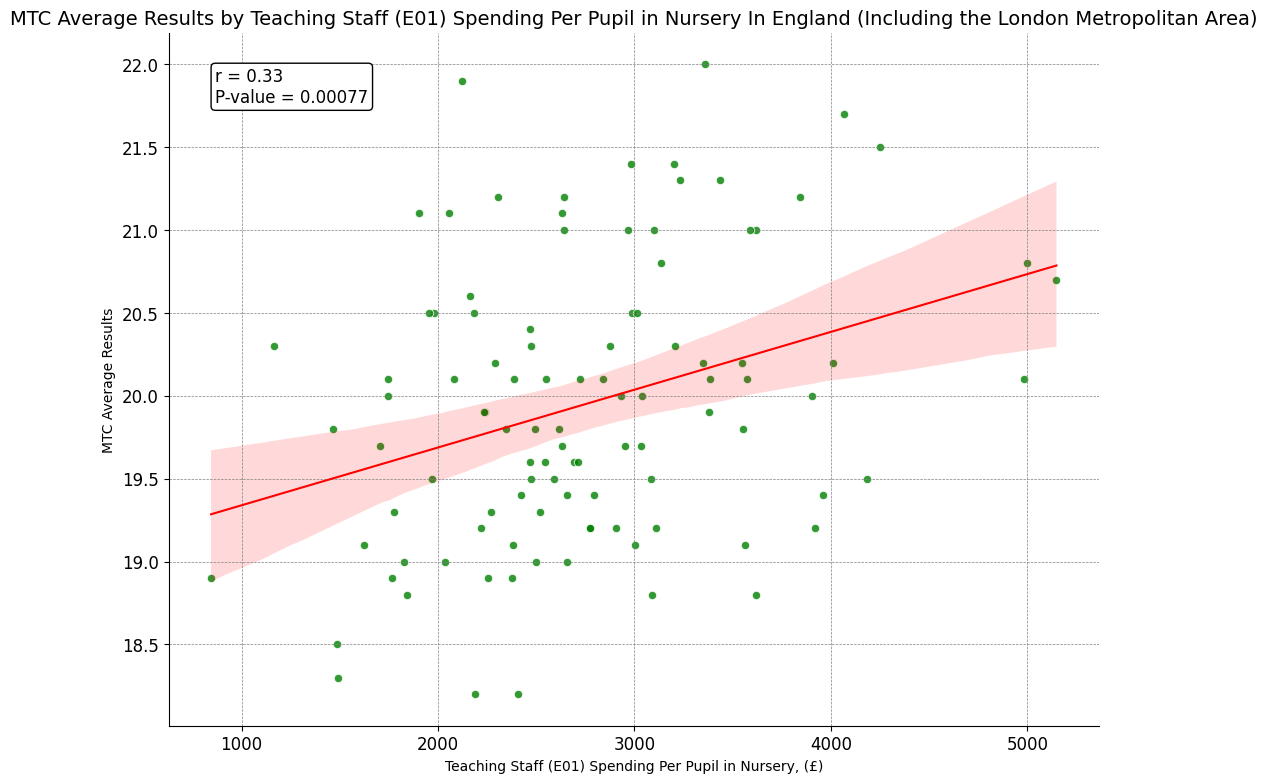 MTC Average Results by Teaching Staff (E01) Spending Per Pupil in Nursery In England (Including the London Metropolitan Area)
r = 0.33
P-value = 0.00077
MTC Average Results
22.0
21.5
21.0
20.5
20.0
19.5
19.0
18.5
1000 2000 3000 4000 5000
Teaching Staff (E01) Spending Per Pupil in Nursery, (£)